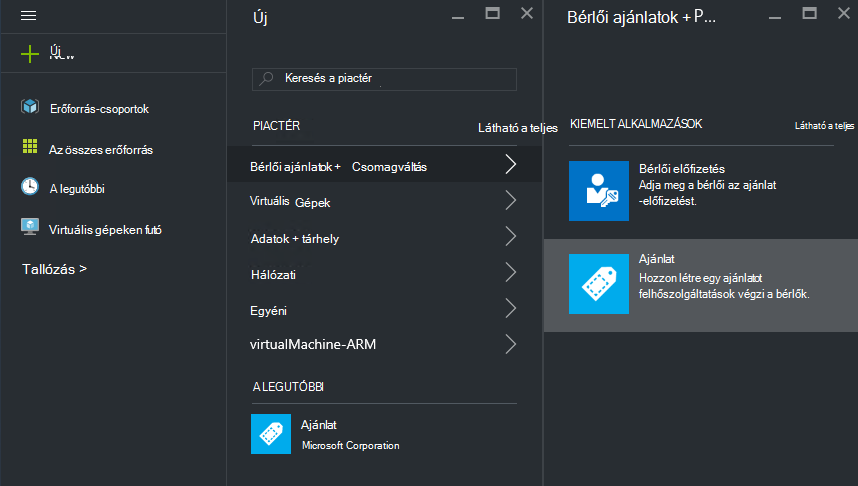 Új
Erőforrás-csoportok
Az összes erőforrás
A legutóbbi
Virtuális gépeken futó
Tallózás >
Új
Keresés a piactér
PIACTÉR
Látható a teljes
Bérlői ajánlatok + Csomagváltás
Virtuális Gépek
Adatok + tárhely
Hálózati
Egyéni
virtualMachine-ARM
A LEGUTÓBBI
Ajánlat
Microsoft Corporation
Bérlői ajánlatok + P...
KIEMELT ALKALMAZÁSOK
Látható a teljes
Bérlői előfizetés
Adja meg a bérlői az ajánlat
-előfizetést.
Ajánlat
Hozzon létre egy ajánlatot
felhőszolgáltatások végzi a bérlők.